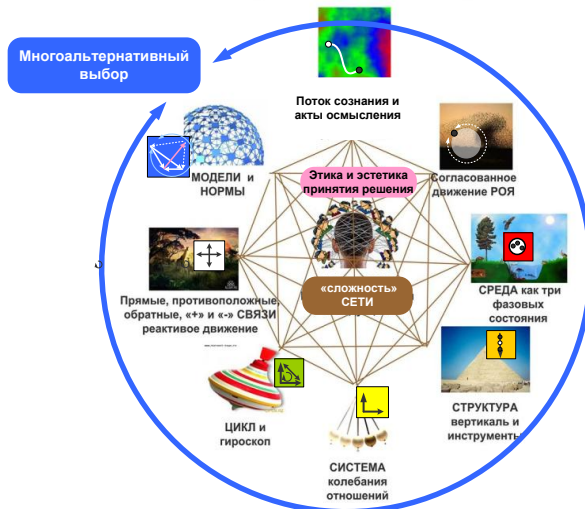 Многоальтернативный
выбор
Поток сознания и
акты осмысления
МОДЕЛИ и
НОРМЫ
Этика и эстетика
принятия решения
Согласованное
движение РОЯ
«сложность»
СЕТИ
Прямые, противоположные,
обратные, «+» и «-» СВЯЗИ
реактивное движение
СРЕДА как три
фазовых
состояния
ЦИКЛ и
гироскоп
СТРУКТУРА
вертикаль и
инструменты
СИСТЕМА
колебания
отношений